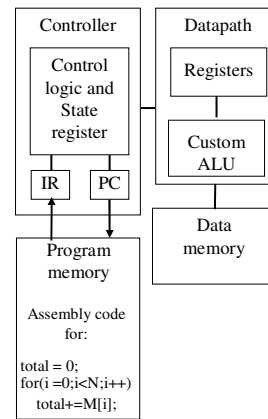 Controller
Control
logic and
State
register
IR
PC
Datapath
Registers
Custom
ALU
Data
memory
Program
memory
Assembly code
for:
total = 0;
for(i =0;i<N;i++)
total+=M[i];